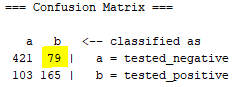 === Confusion Matrix ===
a b <-- classified as
421 79 | a = tested_negative
103 165 | b = tested_positive